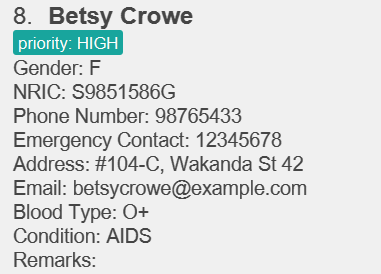 8. Betsy Crowe
priority: HIGH
Gender: F
NRIC: S9851586G
Phone Number: 98765433
Emergency Contact: 12345678
Address: #104-C, Wakanda St 42
Email: betsycrowe@example.com
Blood Type: O+
Condition: AIDS
Remarks: